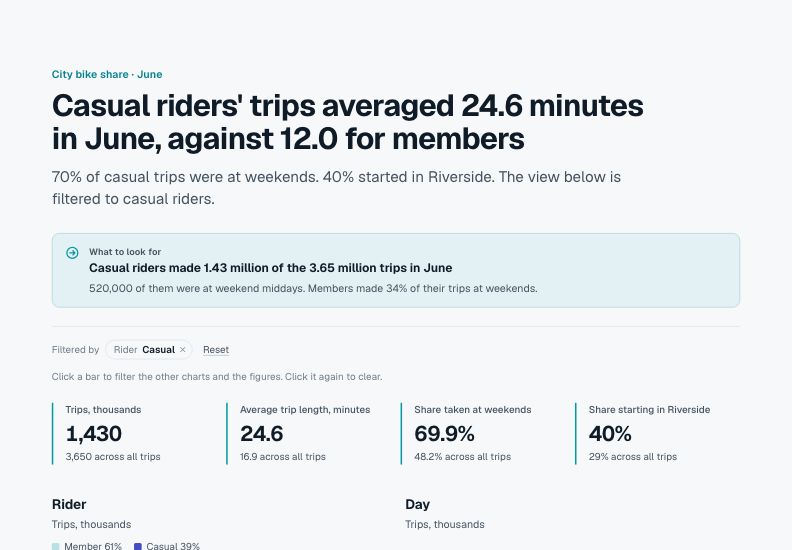 City bike share · June
Casual riders' trips averaged 24.6 minutes
in June, against 12.0 for members
70% of casual trips were at weekends. 40% started in Riverside. The view below is
filtered to casual riders.
What to look for
Casual riders made 1.43 million of the 3.65 million trips in June
520,000 of them were at weekend middays. Members made 34% of their trips at weekends.
Filtered by Rider Casual × Reset
Click a bar to filter the other charts and the figures. Click it again to clear.
Trips, thousands
1,430
3,650 across all trips
Average trip length, minutes
24.6
16.9 across all trips
Share taken at weekends
69.9%
48.2% across all trips
Share starting in Riverside
40%
29% across all trips
Rider
Trips, thousands
Member 61% Casual 39%
Day
Trips, thousands